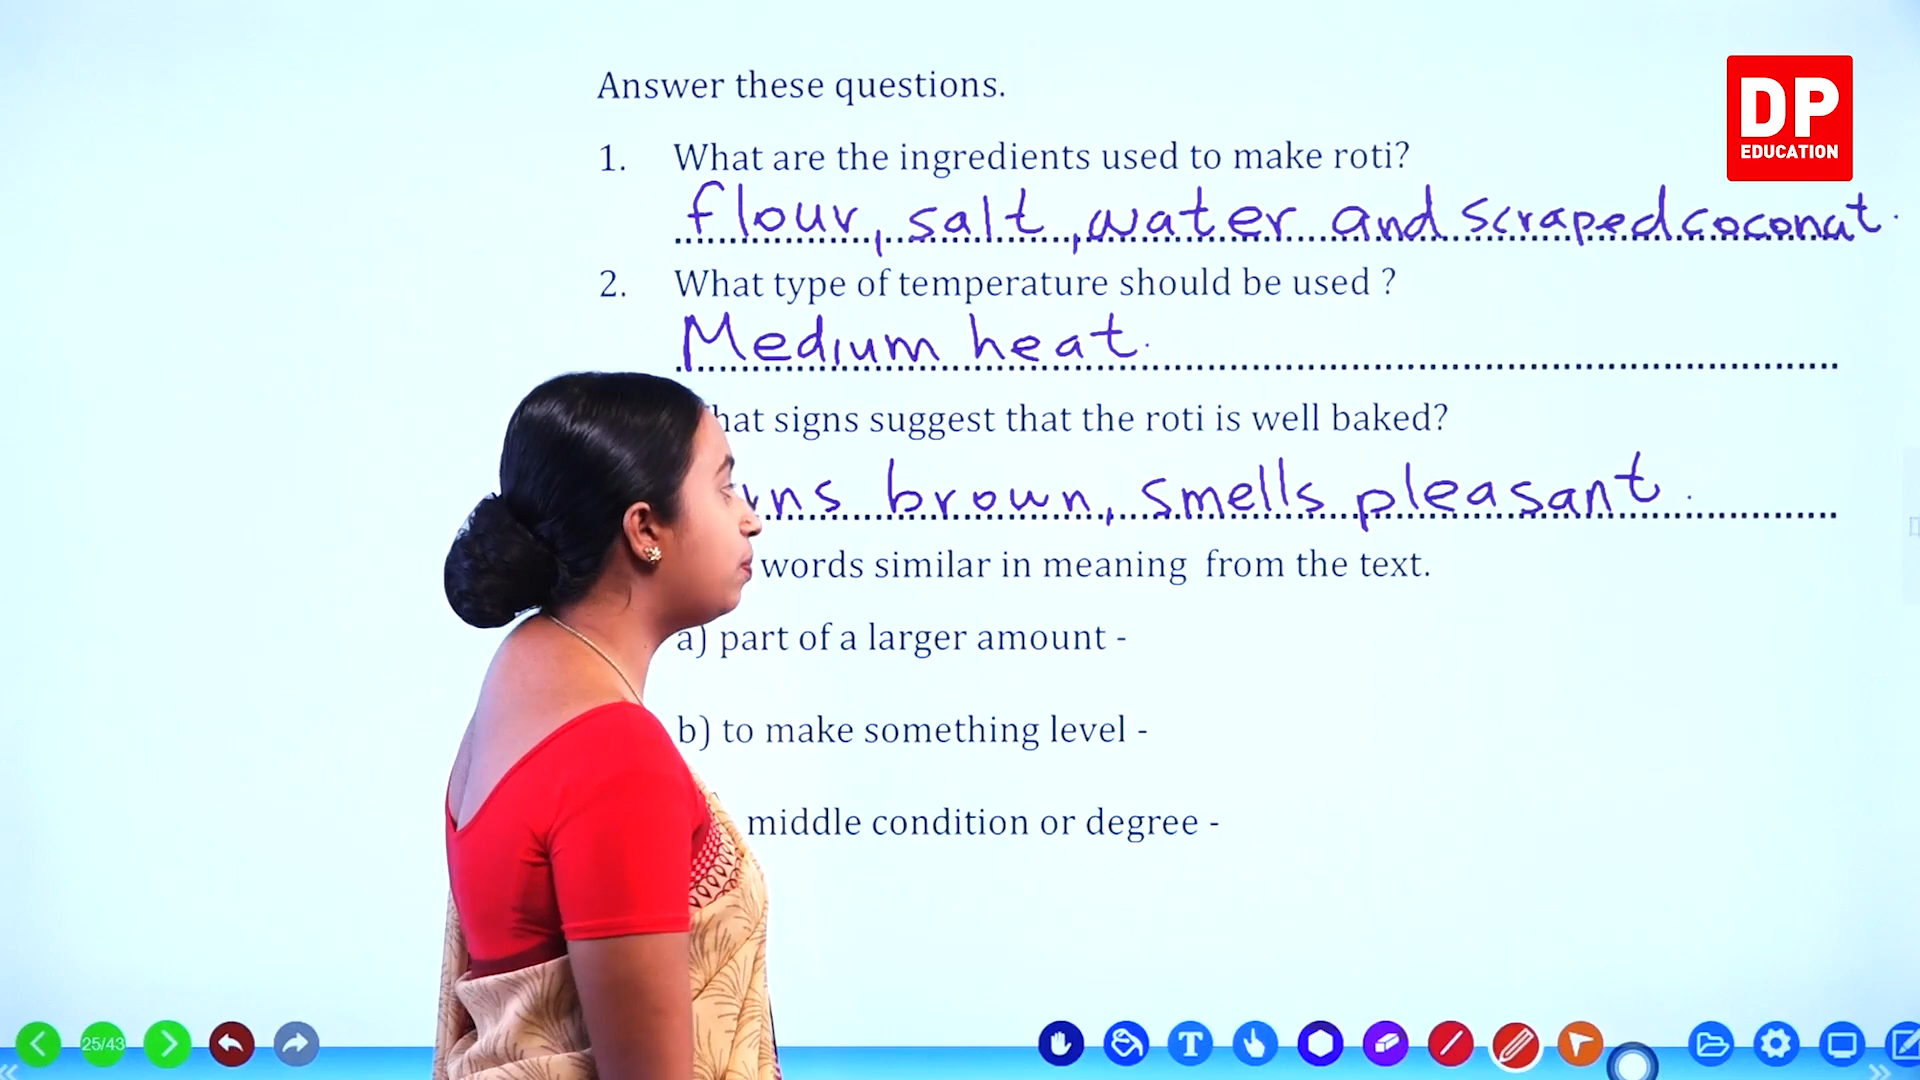 Answer these questions.
DP
EDUCATION
1. What are the ingredients used to make roti?
flour, salt, water and scraped coconut.
2. What type of temperature should be used ?
Medium heat.
signs suggest that the roti is well baked?
brown, smells pleasant.
words similar in meaning from the text.
a) part of a larger amount -
b) to make something level -
middle condition or degree -
25/43
T